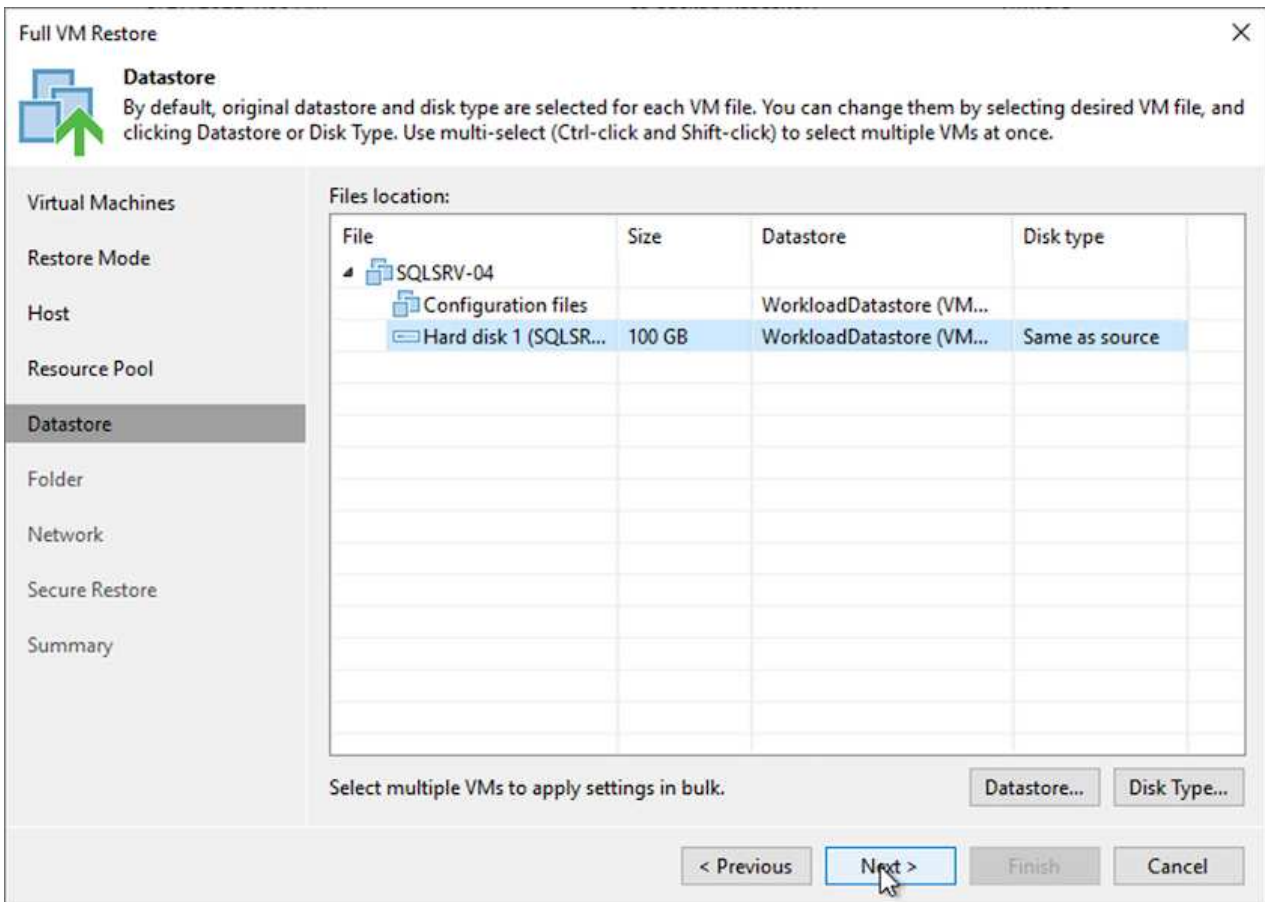 Full VM Restore
Datastore
By default, original datastore and disk type are selected for each VM file. You can change them by selecting desired VM file, and
clicking Datastore or Disk Type. Use multi-select (Ctrl-click and Shift-click) to select multiple VMs at once.
Virtual Machines
Restore Mode
Host
Resource Pool
Datastore
Folder
Network
Secure Restore
Summary
Files location:
File Size Datastore Disk type
SQLSRV-04
Configuration files WorkloadDatastore (VM...
Hard disk 1 (SQLSR... 100 GB WorkloadDatastore (VM... Same as source
Select multiple VMs to apply settings in bulk.
Datastore... Disk Type...
< Previous Next > Finish Cancel